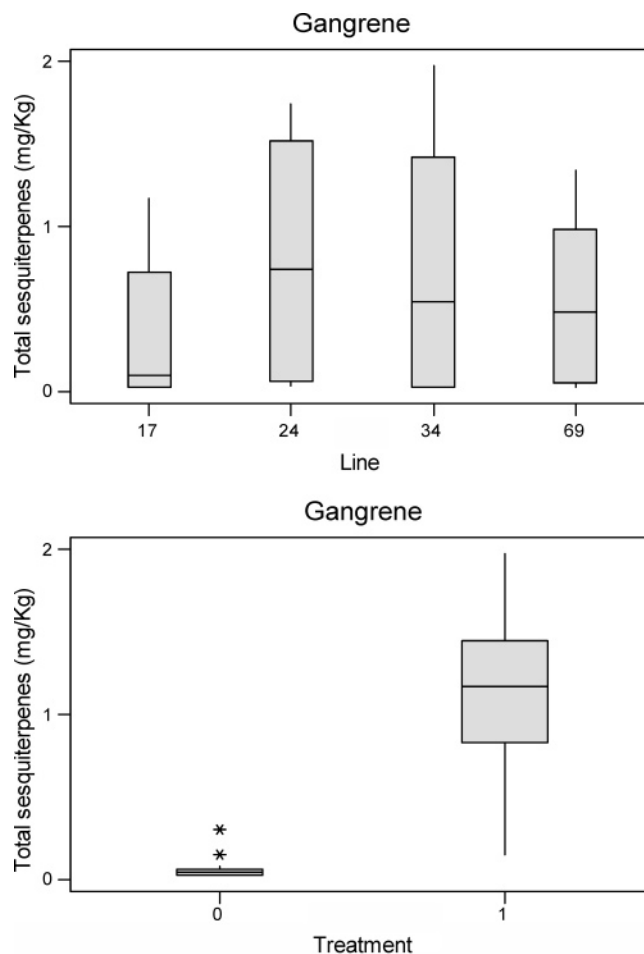 Gangrene
Total sesquiterpenes (mg/Kg)
2
1
0
17 24 34 69
Line
Gangrene
Total sesquiterpenes (mg/Kg)
2
1
0
0 1
Treatment